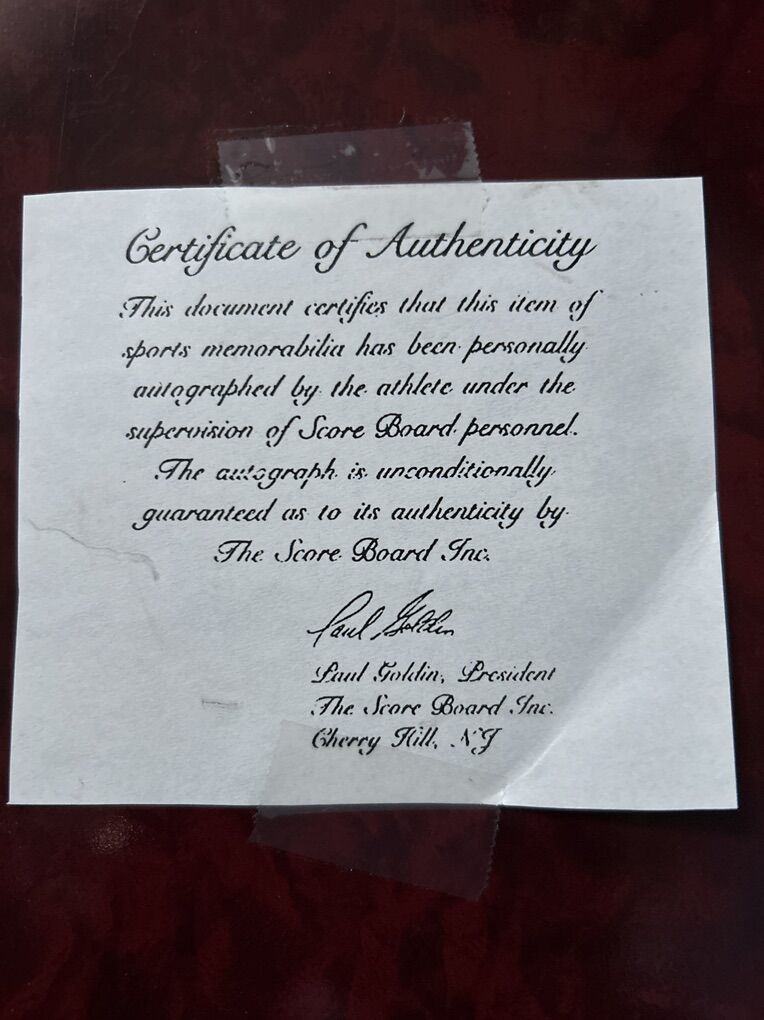 Certificate of Authenticity
This document certifies that this item of
sports memorabilia has been personally
autographed by the athlete under the
supervision of Score Board personnel.
The autograph is unconditionally
guaranteed as to its authenticity by
The Score Board Inc.
Paul Goldin
Paul Goldin, President
The Score Board Inc.
Cherry Hill, NJ